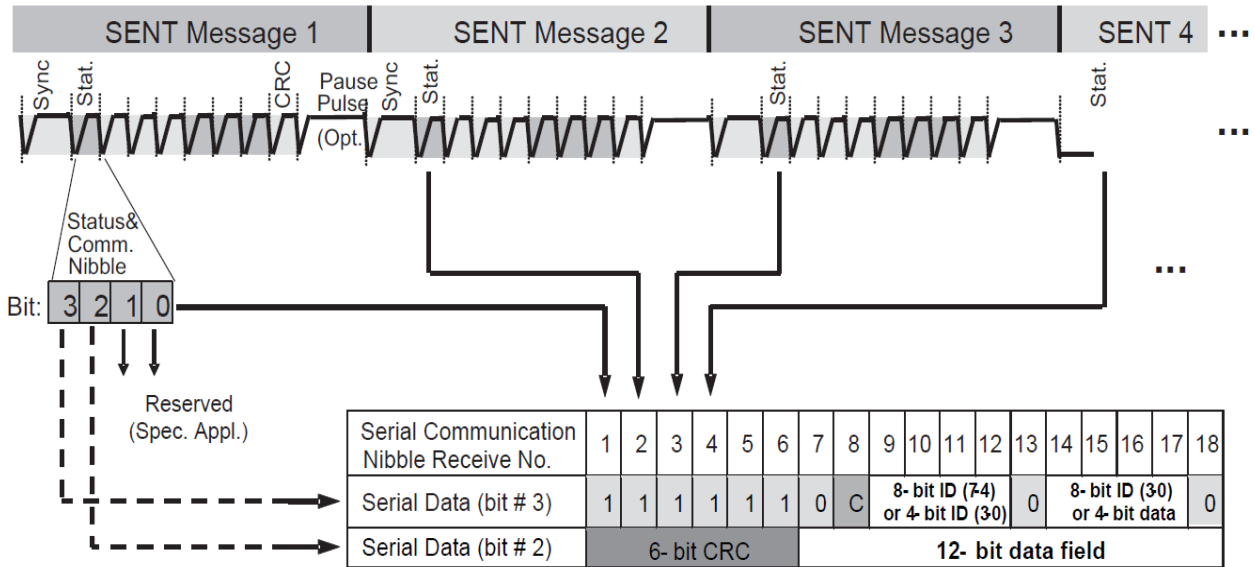 SENT Message 1 SENT Message 2 SENT Message 3 SENT 4 ...
Sync Stat. CRC Pause Pulse (Opt.) Sync Stat. Stat. Stat. ...
Status&
Comm.
Nibble
...
Bit: 3 2 1 0
Reserved
(Spec. Appl.)
Serial Communication
Nibble Receive No. 1 2 3 4 5 6 7 8 9 10 11 12 13 14 15 16 17 18
Serial Data (bit # 3) 1 1 1 1 1 1 0 C 8- bit ID (7-4) or 4- bit ID (3-0) 0 8- bit ID (3-0) or 4- bit data 0
Serial Data (bit # 2) 6- bit CRC 12- bit data field